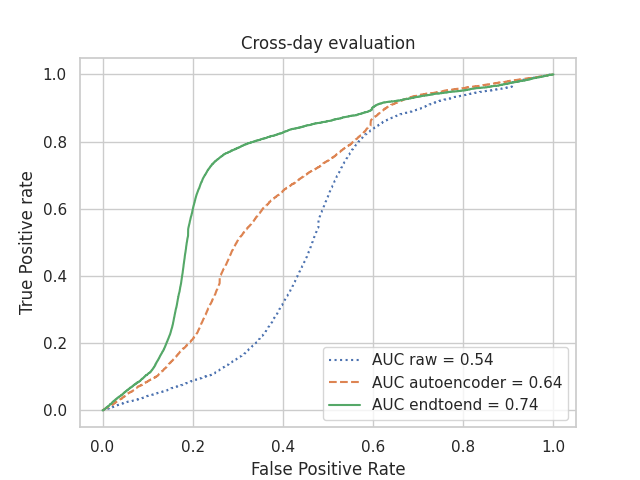 Cross-day evaluation
True Positive rate
1.0
0.8
0.6
0.4
0.2
0.0
AUC raw = 0.54
AUC autoencoder = 0.64
AUC endtoend = 0.74
0.0 0.2 0.4 0.6 0.8 1.0
False Positive Rate